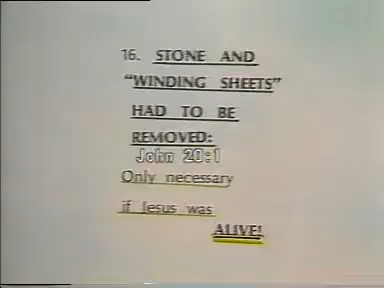 16. STONE AND
“WINDING SHEETS”
HAD TO BE
REMOVED:
John 20:1
Only necessary
if Jesus was
ALIVE!